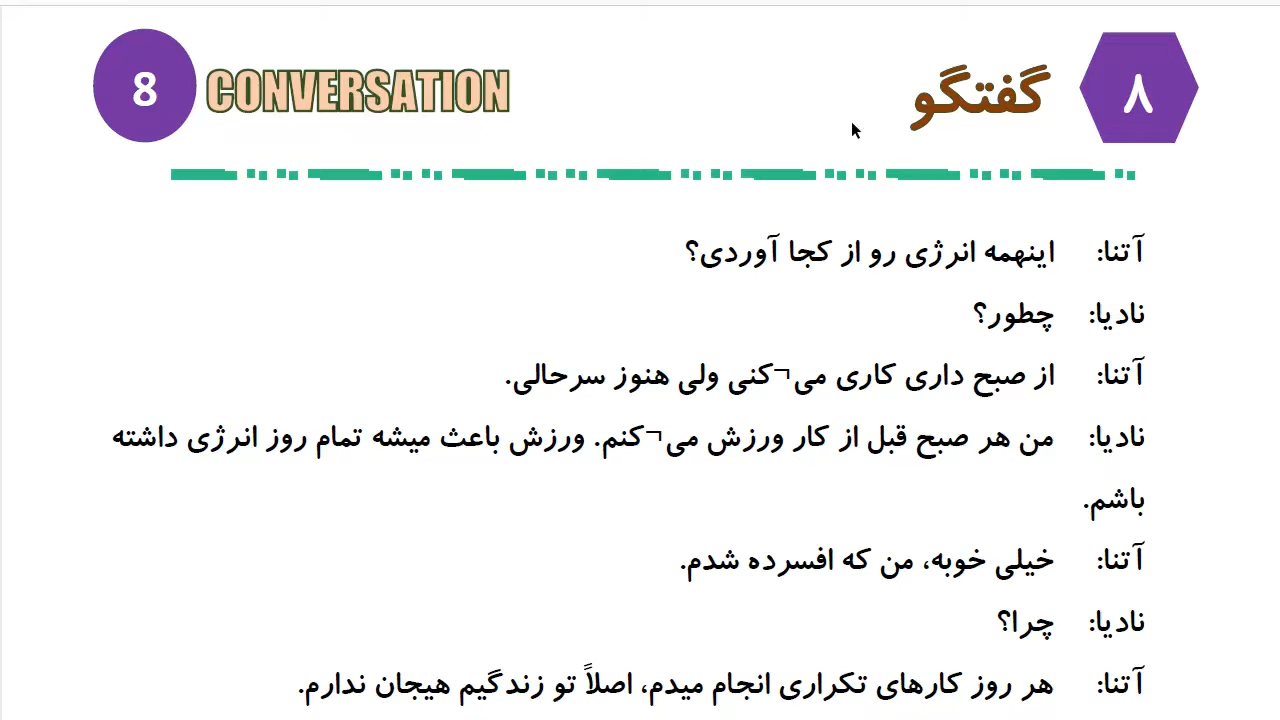 8 CONVERSATION گفتگو ۸
آتنا: اینهمه انرژی رو از کجا آوردی؟
نادیا: چطور؟
آتنا: از صبح داری کاری می¬کنی ولی هنوز سرحالی.
نادیا: من هر صبح قبل از کار ورزش می¬کنم. ورزش باعث میشه تمام روز انرژی داشته
باشم.
آتنا: خیلی خوبه، من که افسرده شدم.
نادیا: چرا؟
آتنا: هر روز کارهای تکراری انجام میدم، اصلاً تو زندگیم هیجان ندارم.